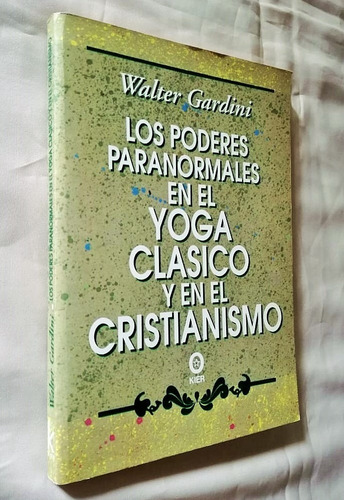 Walter Gardini
LOS PODERES
PARANORMALES
EN EL
YOGA
CLASICO
Y EN EL
CRISTIANISMO
KIER
Walter Gardini - LOS PODERES PARANORMALES EN EL YOGA CLASICO Y EN EL CRISTIANISMO